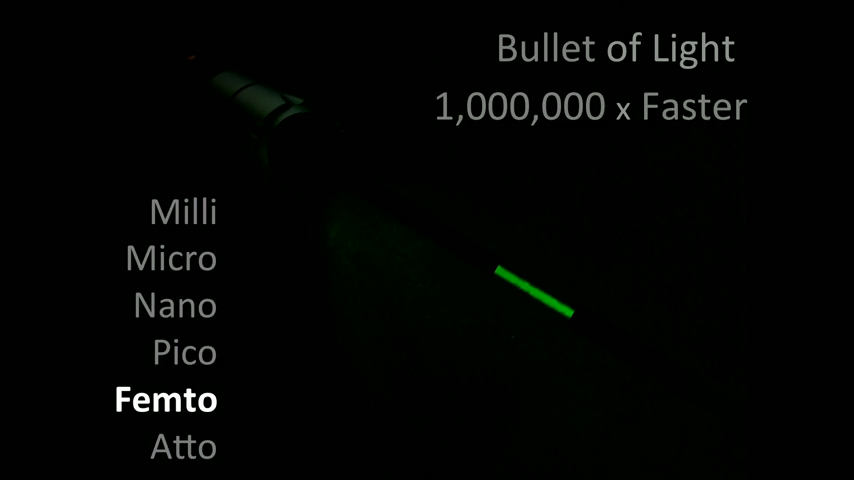 Bullet of Light
1,000,000 x Faster
Milli
Micro
Nano
Pico
Femto
Atto